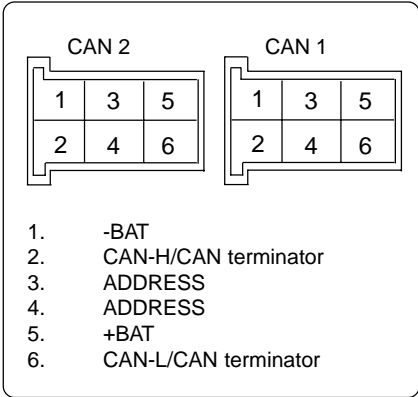 CAN 2 CAN 1
1 3 5 1 3 5
2 4 6 2 4 6
1. -BAT
2. CAN-H/CAN terminator
3. ADDRESS
4. ADDRESS
5. +BAT
6. CAN-L/CAN terminator